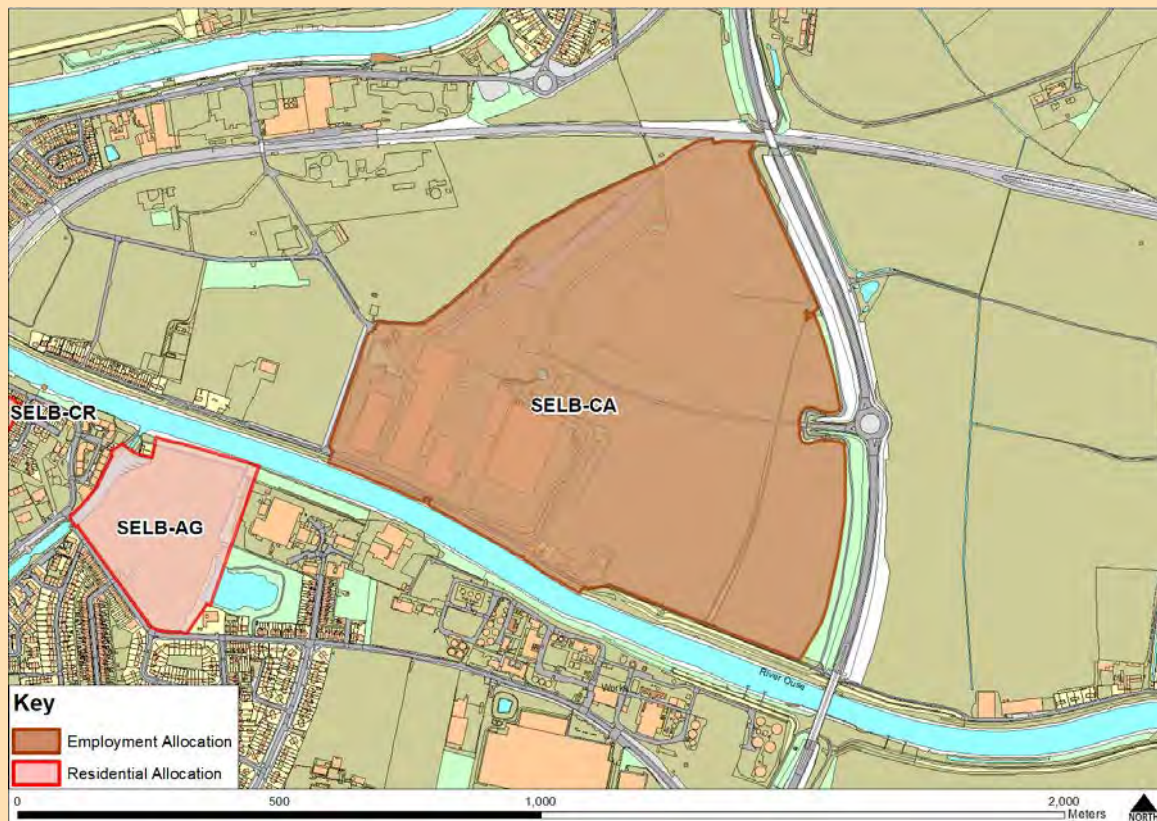 SELB-CA
SELB-CR
SELB-AG
River Ouse
Works
Key
Employment Allocation
Residential Allocation
0 500 1,000 2,000
Meters
NORTH